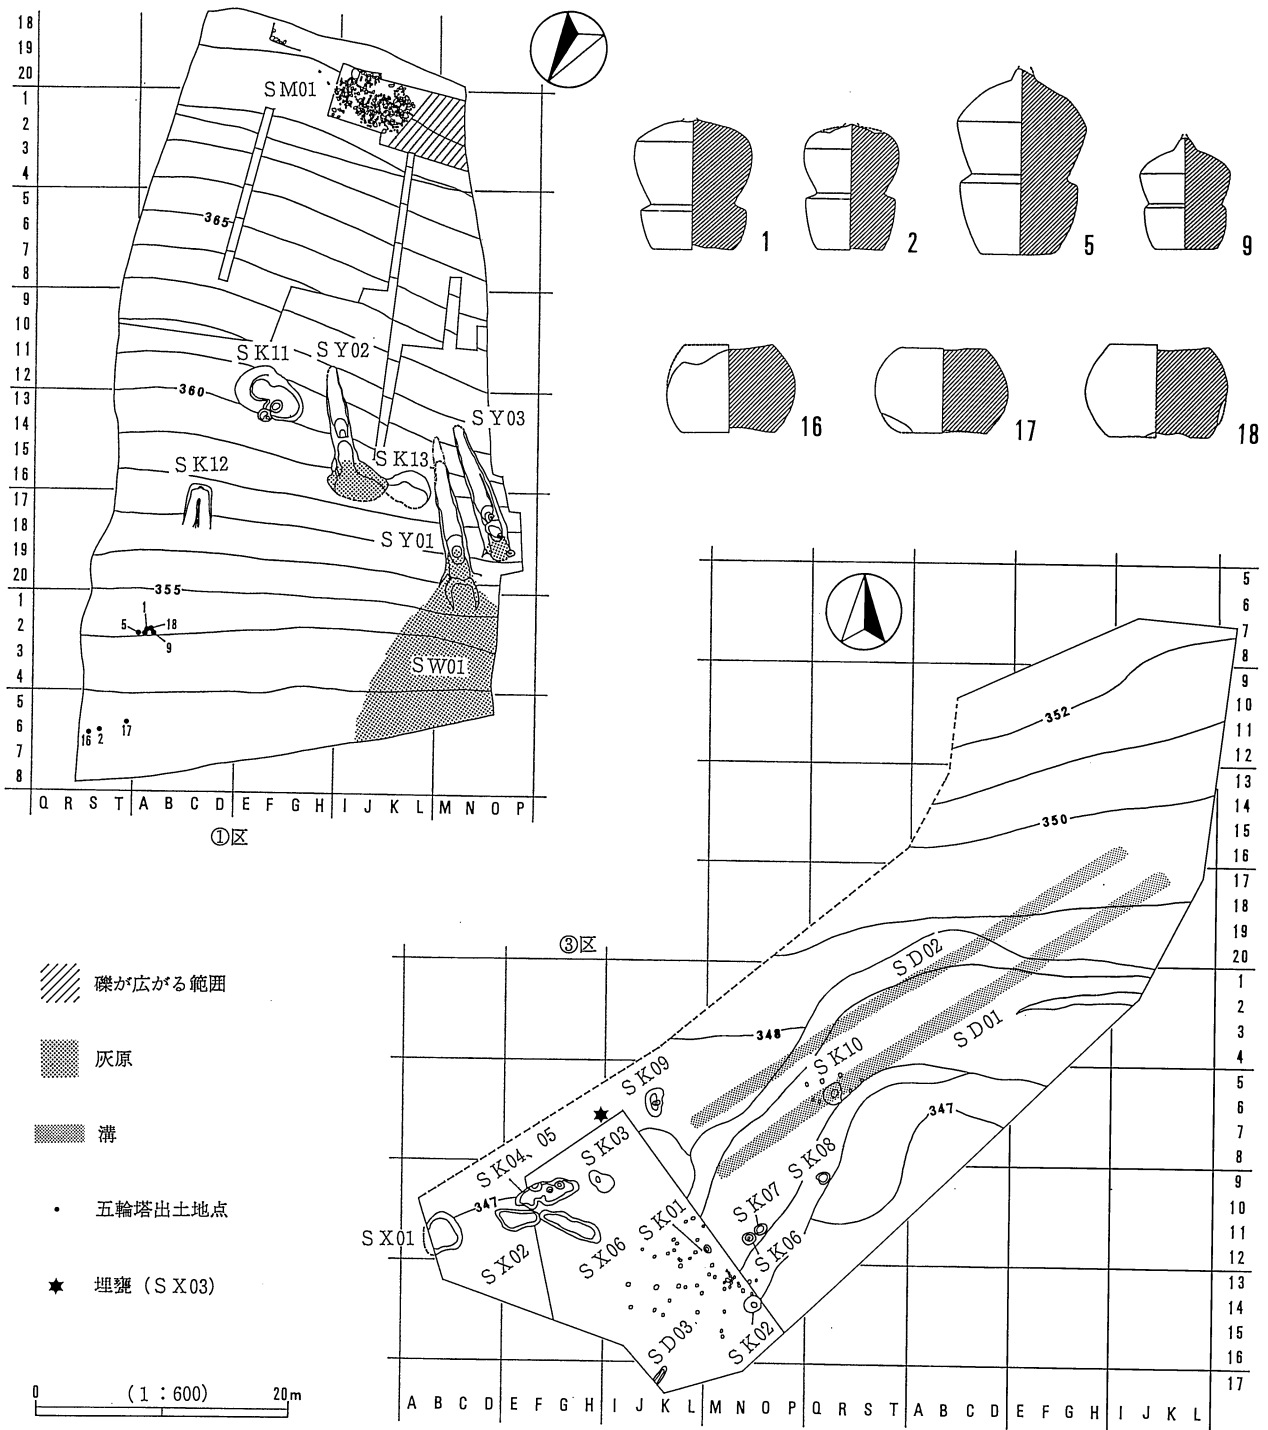 18
19
20
1
2
3
4
5
6
7
8
9
10
11
12
13
14
15
16
17
18
19
20
1
2
3
4
5
6
7
8
Q R S T A B C D E F G H I J K L M N O P
①区
SM01
365
SK11 SY02
360
SY03
SK12 SK13
SY01
355
1
5 18
9
SW01
16 2 17
1 2 5 9
16 17 18
礫が広がる範囲
灰原
溝
五輪塔出土地点
埋甕(SX03)
0 (1:600) 20m
③区
352
350
SD02
348
SD01
SK10
SK09
347
SK03
SK04、05
SK08
347
SK07
SK01
SX01
SX02
SX06
SK06
SD03
SK02
5
6
7
8
9
10
11
12
13
14
15
16
17
18
19
20
1
2
3
4
5
6
7
8
9
10
11
12
13
14
15
16
17
A B C D E F G H I J K L M N O P Q R S T A B C D E F G H I J K L